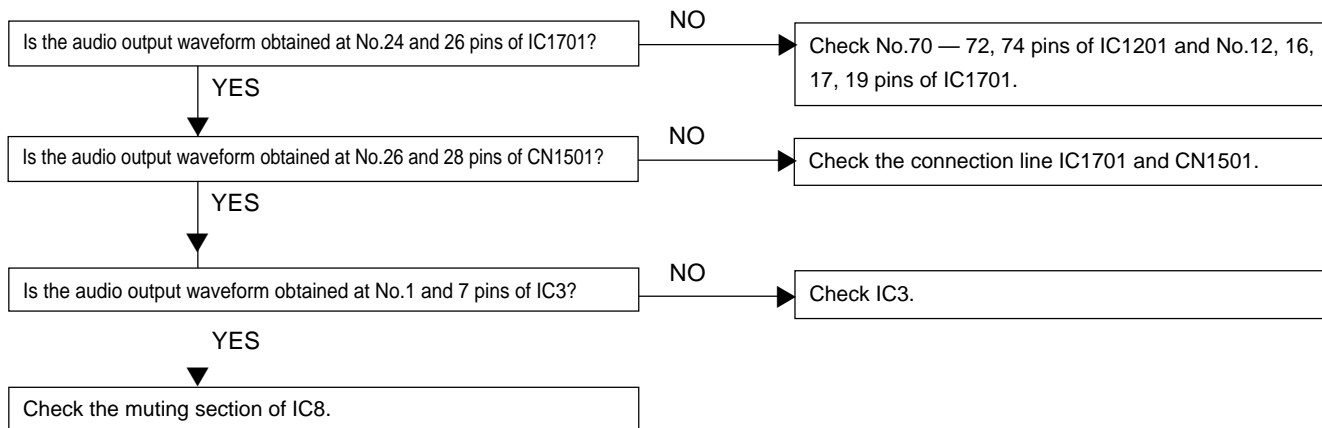 Is the audio output waveform obtained at No.24 and 26 pins of IC1701?
NO
Check No.70 — 72, 74 pins of IC1201 and No.12, 16,
17, 19 pins of IC1701.
YES
Is the audio output waveform obtained at No.26 and 28 pins of CN1501?
NO
Check the connection line IC1701 and CN1501.
YES
Is the audio output waveform obtained at No.1 and 7 pins of IC3?
NO
Check IC3.
YES
Check the muting section of IC8.